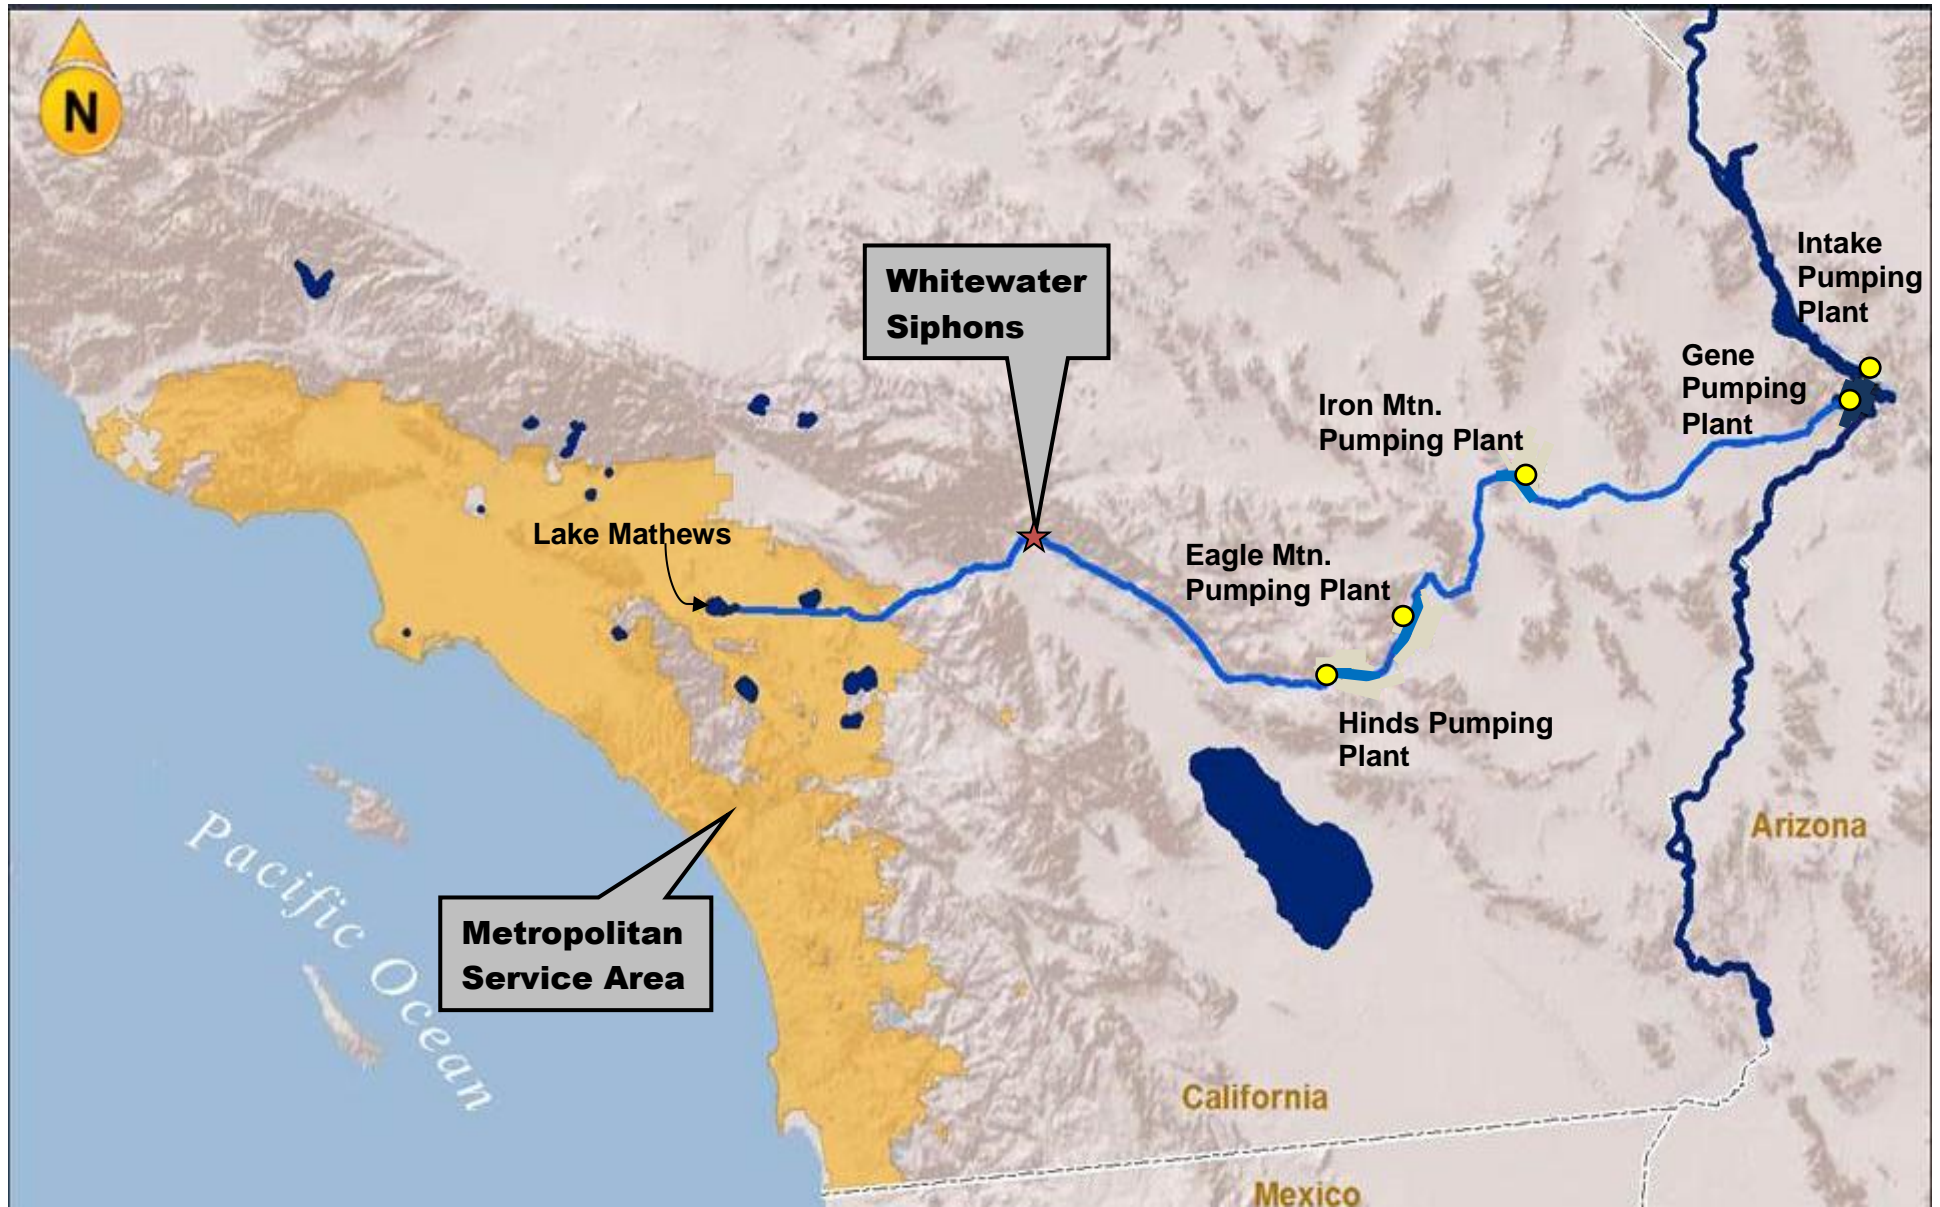 N
Whitewater
Siphons
Intake
Pumping
Plant
Gene
Pumping
Plant
Iron Mtn.
Pumping Plant
Lake Mathews
Eagle Mtn.
Pumping Plant
Hinds Pumping
Plant
Arizona
Pacific Ocean
Metropolitan
Service Area
California
Mexico